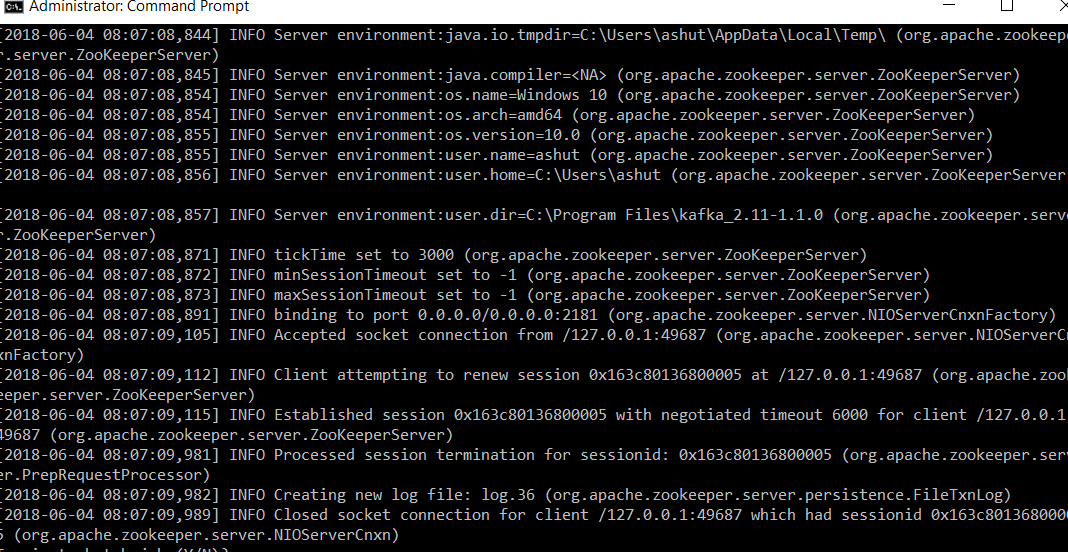 Administrator: Command Prompt
[2018-06-04 08:07:08,844] INFO Server environment:java.io.tmpdir=C:\Users\ashut\AppData\Local\Temp\ (org.apache.zookeepe
r.server.ZooKeeperServer)
[2018-06-04 08:07:08,845] INFO Server environment:java.compiler=<NA> (org.apache.zookeeper.server.ZooKeeperServer)
[2018-06-04 08:07:08,854] INFO Server environment:os.name=Windows 10 (org.apache.zookeeper.server.ZooKeeperServer)
[2018-06-04 08:07:08,854] INFO Server environment:os.arch=amd64 (org.apache.zookeeper.server.ZooKeeperServer)
[2018-06-04 08:07:08,855] INFO Server environment:os.version=10.0 (org.apache.zookeeper.server.ZooKeeperServer)
[2018-06-04 08:07:08,855] INFO Server environment:user.name=ashut (org.apache.zookeeper.server.ZooKeeperServer)
[2018-06-04 08:07:08,856] INFO Server environment:user.home=C:\Users\ashut (org.apache.zookeeper.server.ZooKeeperServer
[2018-06-04 08:07:08,857] INFO Server environment:user.dir=C:\Program Files\kafka_2.11-1.1.0 (org.apache.zookeeper.serve
r.ZooKeeperServer)
[2018-06-04 08:07:08,871] INFO tickTime set to 3000 (org.apache.zookeeper.server.ZooKeeperServer)
[2018-06-04 08:07:08,872] INFO minSessionTimeout set to -1 (org.apache.zookeeper.server.ZooKeeperServer)
[2018-06-04 08:07:08,873] INFO maxSessionTimeout set to -1 (org.apache.zookeeper.server.ZooKeeperServer)
[2018-06-04 08:07:08,891] INFO binding to port 0.0.0.0/0.0.0.0:2181 (org.apache.zookeeper.server.NIOServerCnxnFactory)
[2018-06-04 08:07:09,105] INFO Accepted socket connection from /127.0.0.1:49687 (org.apache.zookeeper.server.NIOServerC
xnFactory)
[2018-06-04 08:07:09,112] INFO Client attempting to renew session 0x163c80136800005 at /127.0.0.1:49687 (org.apache.zoo
eeper.server.ZooKeeperServer)
[2018-06-04 08:07:09,115] INFO Established session 0x163c80136800005 with negotiated timeout 6000 for client /127.0.0.1
49687 (org.apache.zookeeper.server.ZooKeeperServer)
[2018-06-04 08:07:09,981] INFO Processed session termination for sessionid: 0x163c80136800005 (org.apache.zookeeper.serv
er.PrepRequestProcessor)
[2018-06-04 08:07:09,982] INFO Creating new log file: log.36 (org.apache.zookeeper.server.persistence.FileTxnLog)
[2018-06-04 08:07:09,989] INFO Closed socket connection for client /127.0.0.1:49687 which had sessionid 0x163c801368000
5 (org.apache.zookeeper.server.NIOServerCnxn)